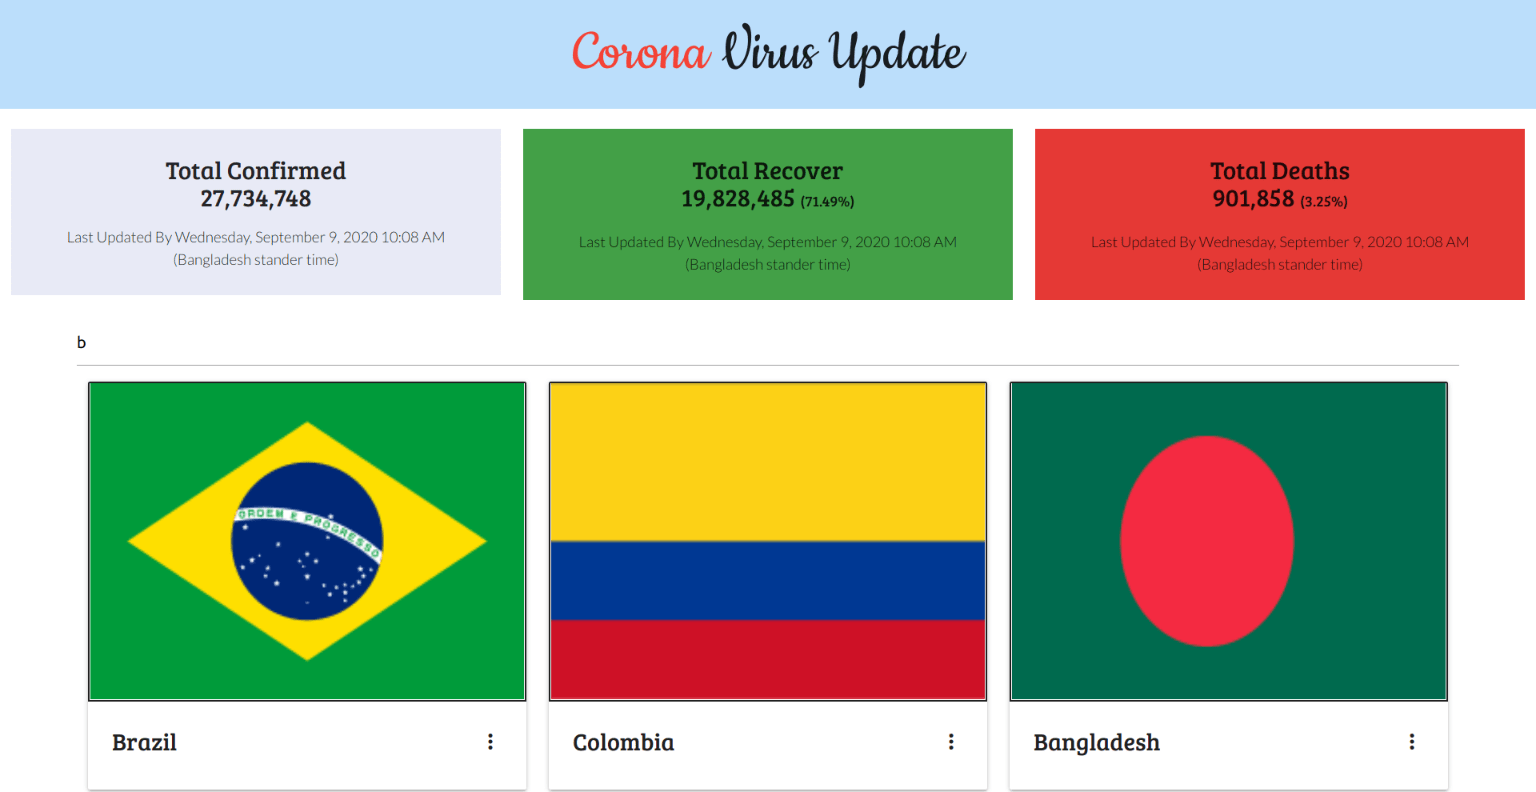 Corona Virus Update
Total Confirmed
27,734,748
Last Updated By Wednesday, September 9, 2020 10:08 AM
(Bangladesh stander time)
Total Recover
19,828,485 (71.49%)
Last Updated By Wednesday, September 9, 2020 10:08 AM
(Bangladesh stander time)
Total Deaths
901,858 (3.25%)
Last Updated By Wednesday, September 9, 2020 10:08 AM
(Bangladesh stander time)
b
ORDEM E PROGRESSO
Brazil
Colombia
Bangladesh